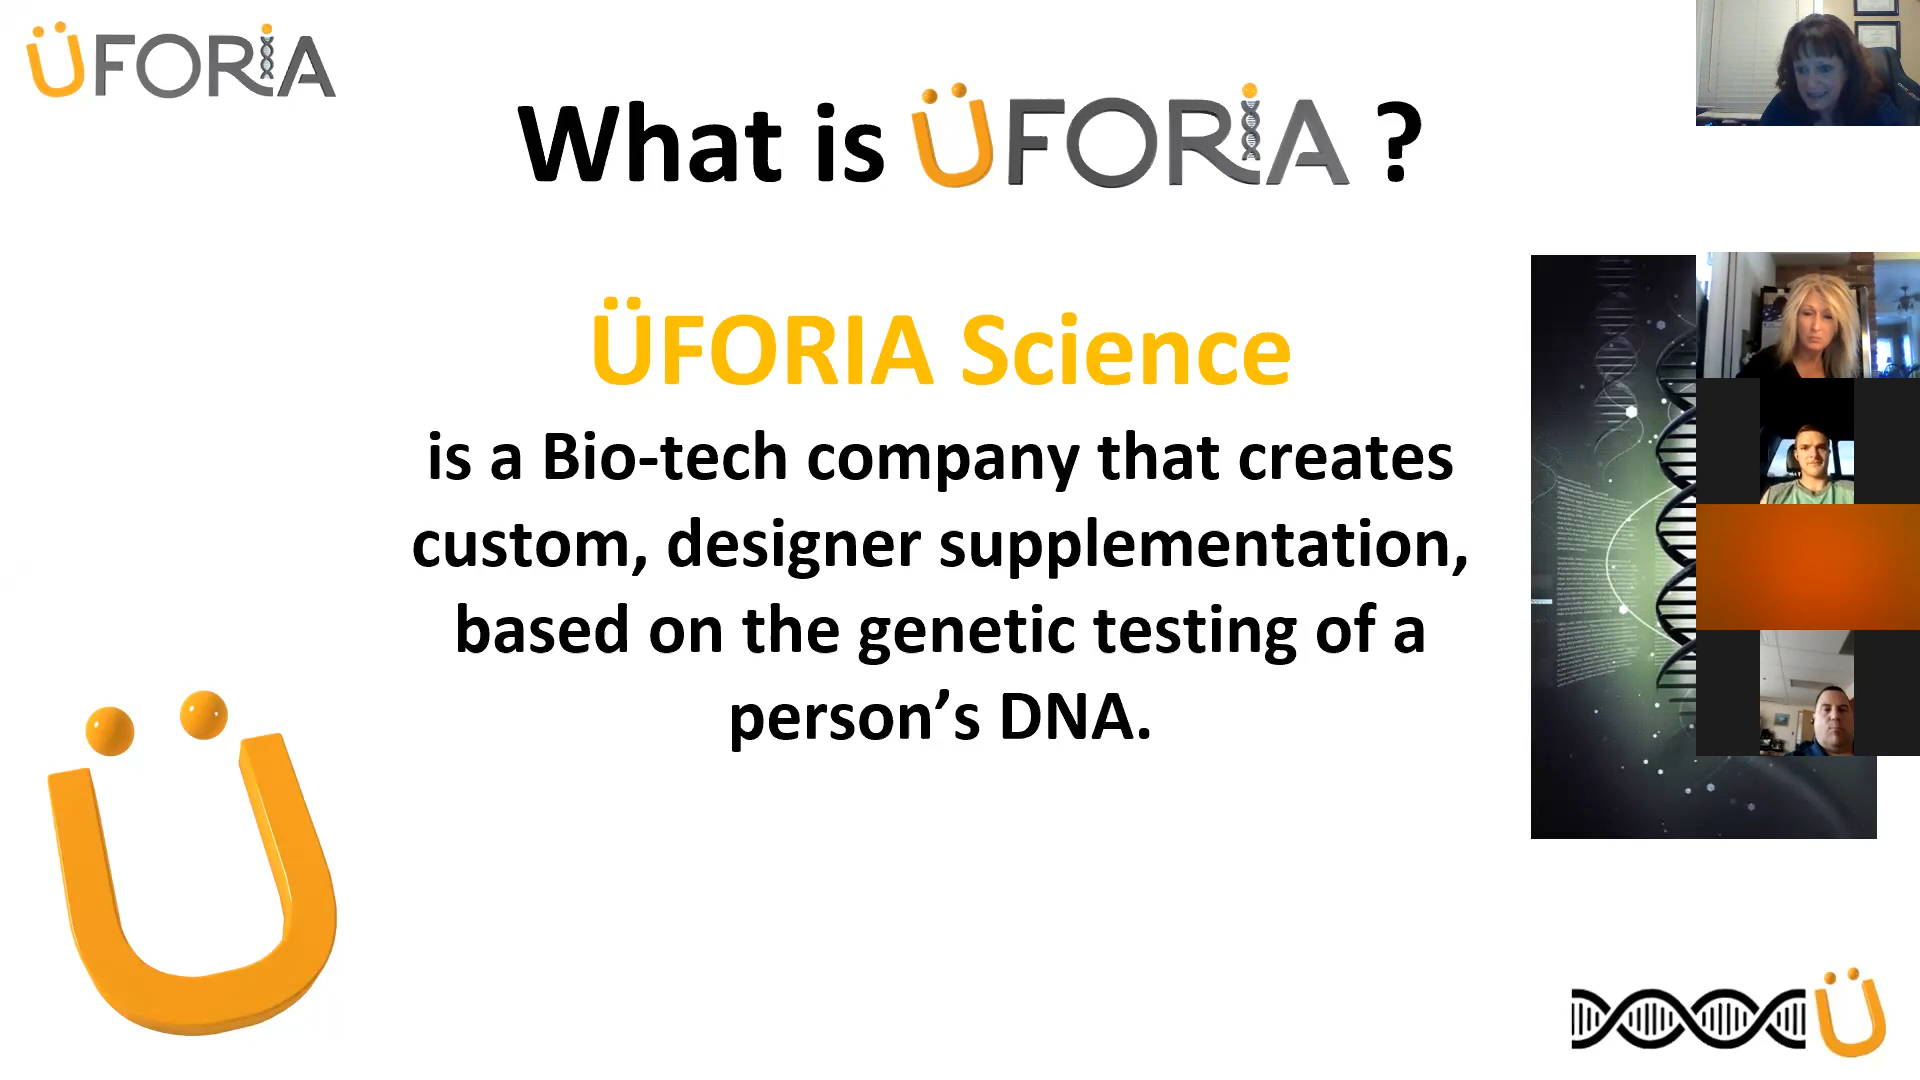 ÜFORIA
What is ÜFORIA ?
ÜFORIA Science
is a Bio-tech company that creates
custom, designer supplementation,
based on the genetic testing of a
person’s DNA.
Ü
Ü